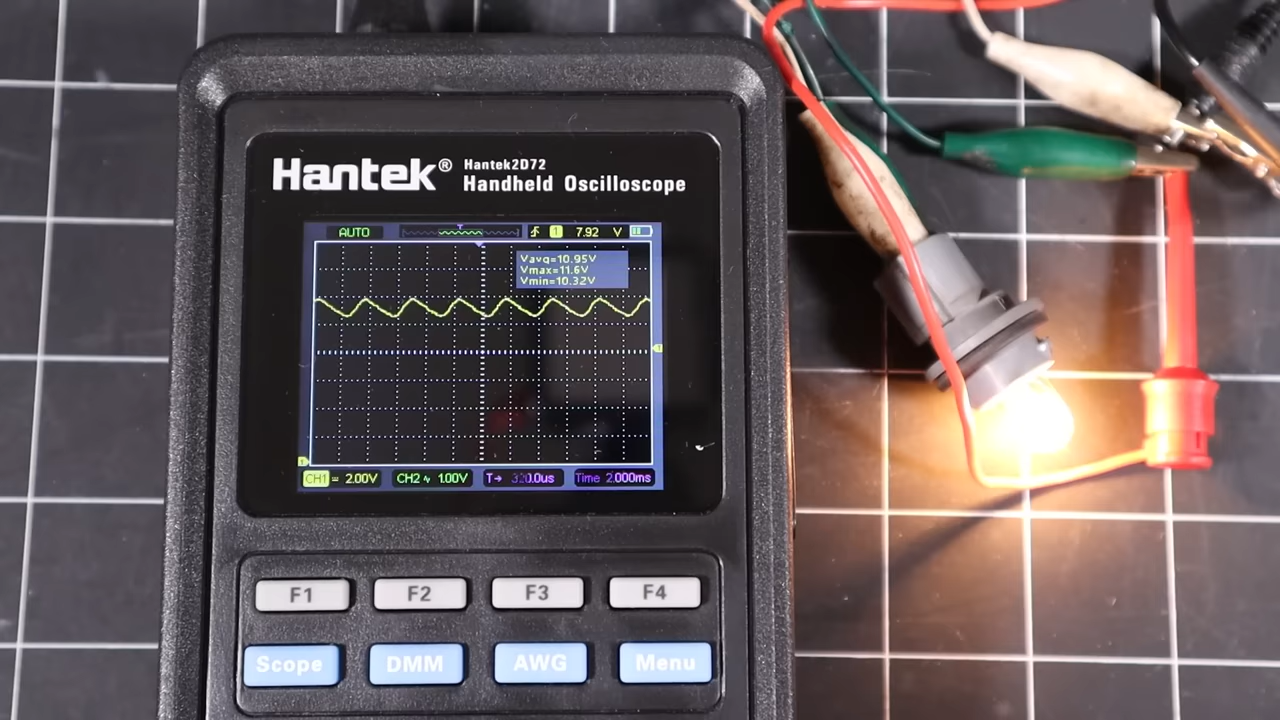 Hantek®
Hantek2D72
Handheld Oscilloscope
AUTO
1 7.92 V
Vavg=10.95V
Vmax=11.6V
Vmin=10.32V
CH1 = 2.00V CH2 ∿ 1.00V T→ 320.0us Time 2.000ms
F1 F2 F3 F4
Scope DMM AWG Menu